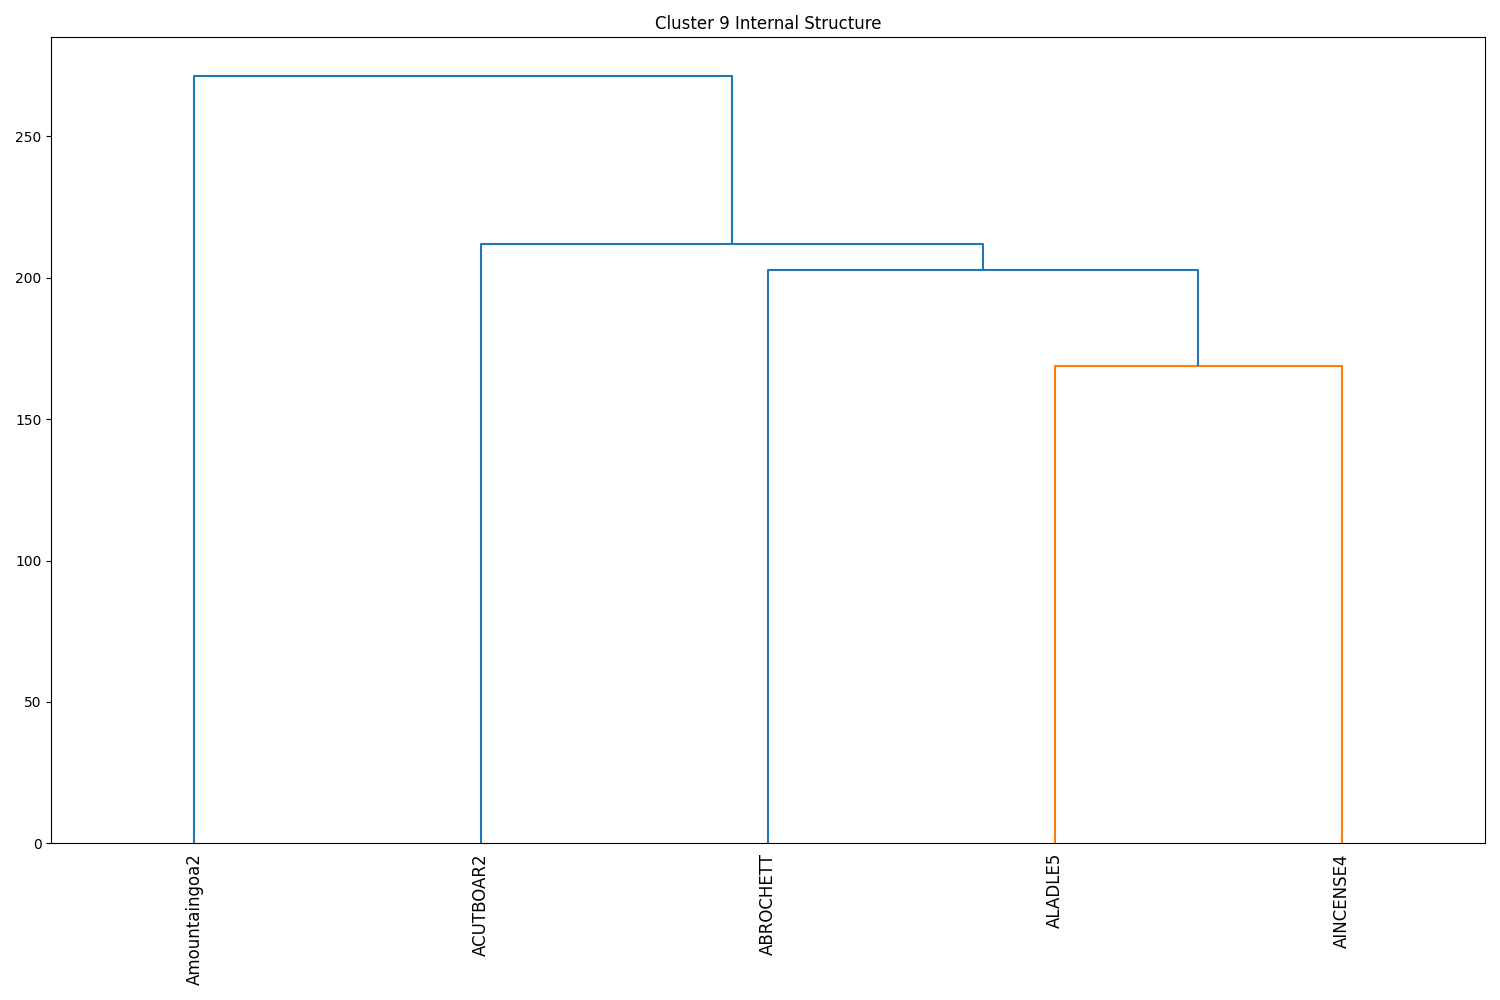 Cluster 9 Internal Structure
250
200
150
100
50
0
Amountaingoa2
ACUTBOAR2
ABROCHETT
ALADLE5
AINCENSE4